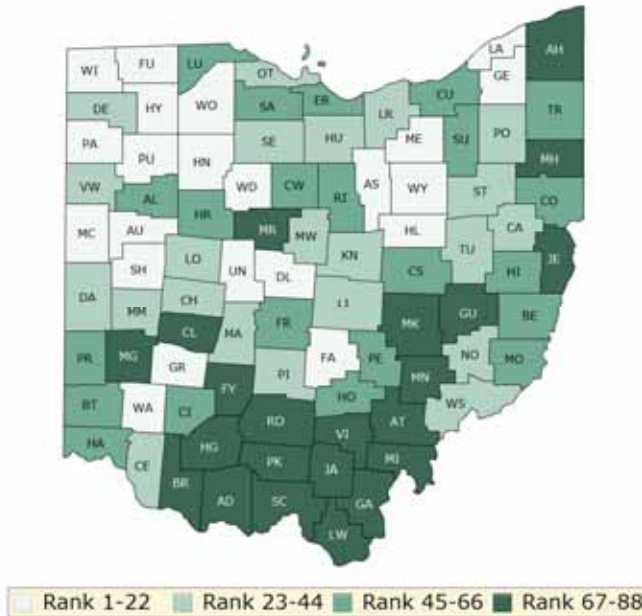 LA
AH
WI
FU
LU
OT
GE
WO
ER
CU
TR
DE
HY
SA
LR
ME
SU
PO
PA
SE
HU
MH
PU
HN
VW
AL
WD
CW
RI
AS
WY
ST
CO
HR
MC
AU
MR
MW
HL
CA
SH
LO
UN
DL
KN
TU
JE
CS
HI
DA
MM
CH
LI
BE
CL
MA
FR
MK
GU
PR
MG
GR
FA
PE
NO
MO
FY
PI
MN
BT
WA
CI
HO
WS
RO
AT
HA
HG
VI
CE
PK
JA
MI
BR
AD
SC
GA
LW
Rank 1-22 Rank 23-44 Rank 45-66 Rank 67-88